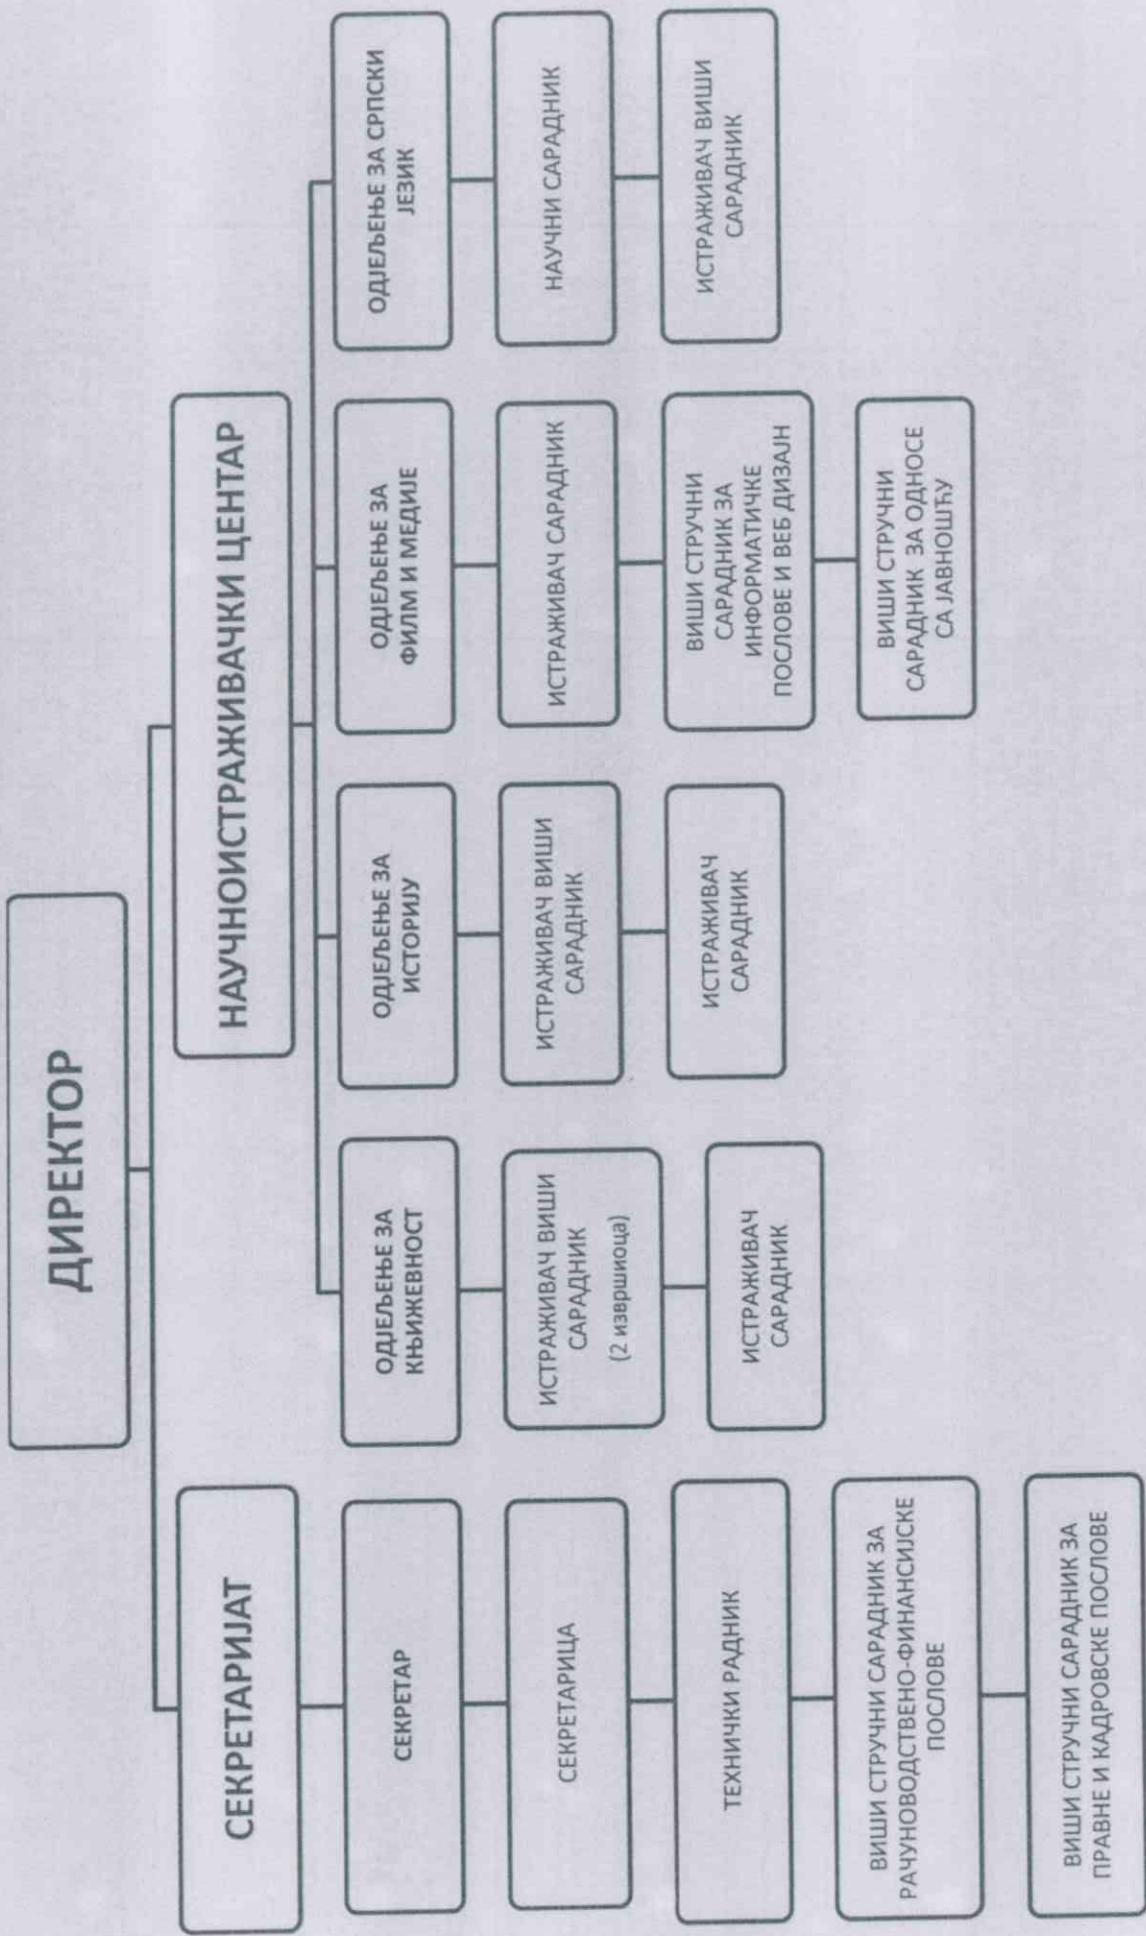 ДИРЕКТОР
СЕКРЕТАРИЈАТ
НАУЧНОИСТРАЖИВАЧКИ ЦЕНТАР
СЕКРЕТАР
СЕКРЕТАРИЦА
ТЕХНИЧКИ РАДНИК
ВИШИ СТРУЧНИ САРАДНИК ЗА
РАЧУНОВОДСТВЕНО-ФИНАНСИЈСКЕ
ПОСЛОВЕ
ВИШИ СТРУЧНИ САРАДНИК ЗА
ПРАВНЕ И КАДРОВСКЕ ПОСЛОВЕ
ОДЈЕЉЕЊЕ ЗА
КЊИЖЕВНОСТ
ИСТРАЖИВАЧ ВИШИ
САРАДНИК
(2 извршиоца)
ИСТРАЖИВАЧ
САРАДНИК
ОДЈЕЉЕЊЕ ЗА
ИСТОРИЈУ
ИСТРАЖИВАЧ ВИШИ
САРАДНИК
ИСТРАЖИВАЧ
САРАДНИК
ОДЈЕЉЕЊЕ ЗА
ФИЛМ И МЕДИЈЕ
ИСТРАЖИВАЧ САРАДНИК
ВИШИ СТРУЧНИ
САРАДНИК ЗА
ИНФОРМАТИЧКЕ
ПОСЛОВЕ И ВЕБ ДИЗАЈН
ВИШИ СТРУЧНИ
САРАДНИК ЗА ОДНОСЕ
СА ЈАВНОШЋУ
ОДЈЕЉЕЊЕ ЗА СРПСКИ
ЈЕЗИК
НАУЧНИ САРАДНИК
ИСТРАЖИВАЧ ВИШИ
САРАДНИК